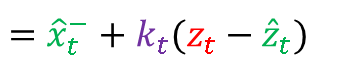 = x̂ₜ⁻ + kₜ(zₜ − ẑₜ)